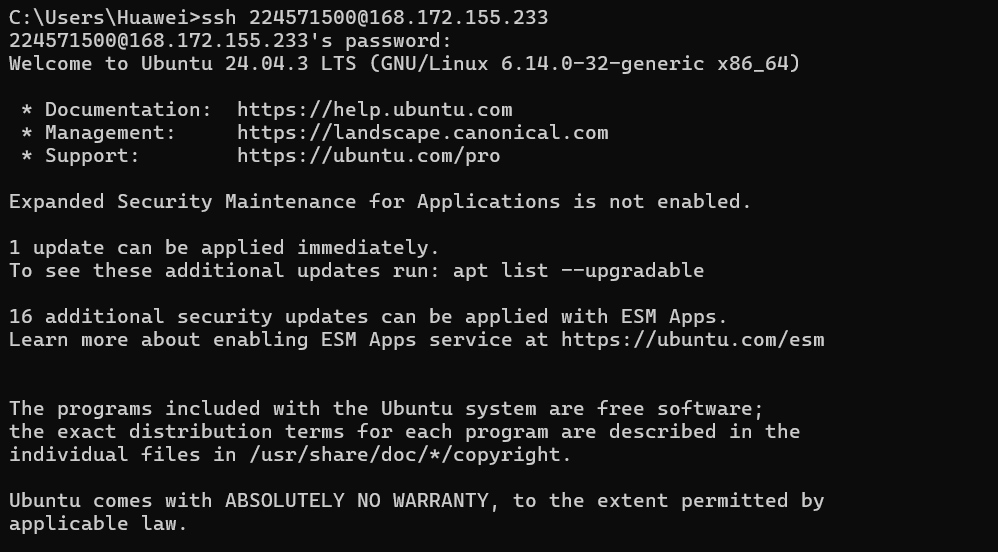 C:\Users\Huawei>ssh 224571500@168.172.155.233
224571500@168.172.155.233's password:
Welcome to Ubuntu 24.04.3 LTS (GNU/Linux 6.14.0-32-generic x86_64)
* Documentation: https://help.ubuntu.com
* Management: https://landscape.canonical.com
* Support: https://ubuntu.com/pro
Expanded Security Maintenance for Applications is not enabled.
1 update can be applied immediately.
To see these additional updates run: apt list --upgradable
16 additional security updates can be applied with ESM Apps.
Learn more about enabling ESM Apps service at https://ubuntu.com/esm
The programs included with the Ubuntu system are free software;
the exact distribution terms for each program are described in the
individual files in /usr/share/doc/*/copyright.
Ubuntu comes with ABSOLUTELY NO WARRANTY, to the extent permitted by
applicable law.